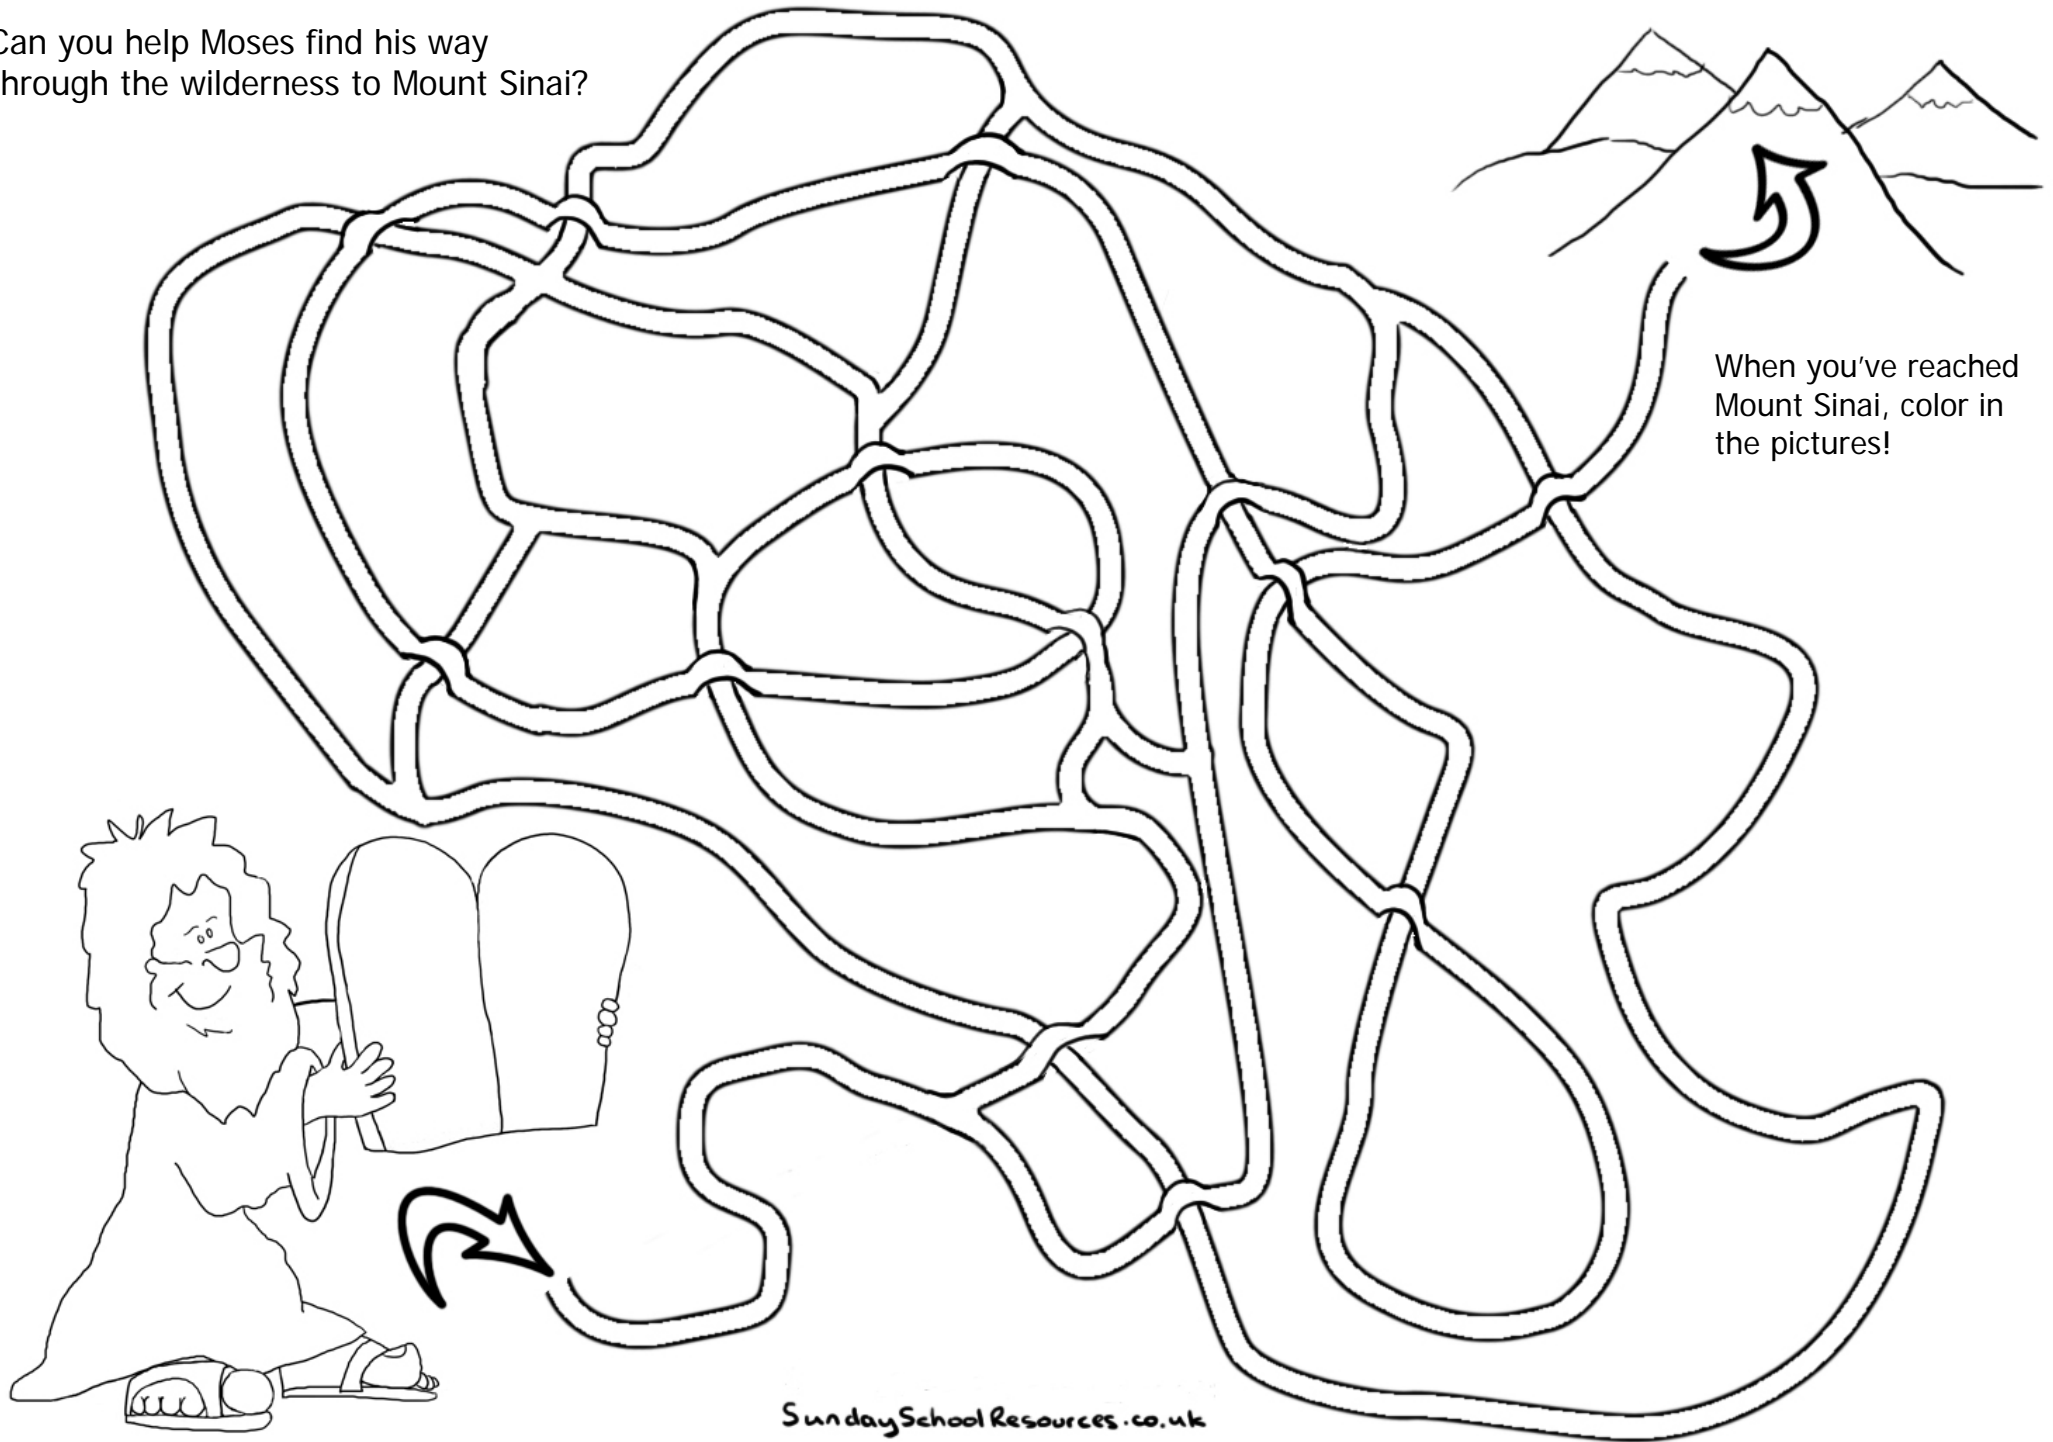 Can you help Moses find his way
hrough the wilderness to Mount Sinai?
When you've reached
Mount Sinai, color in
the pictures!
SundaySchoolResources.co.uk